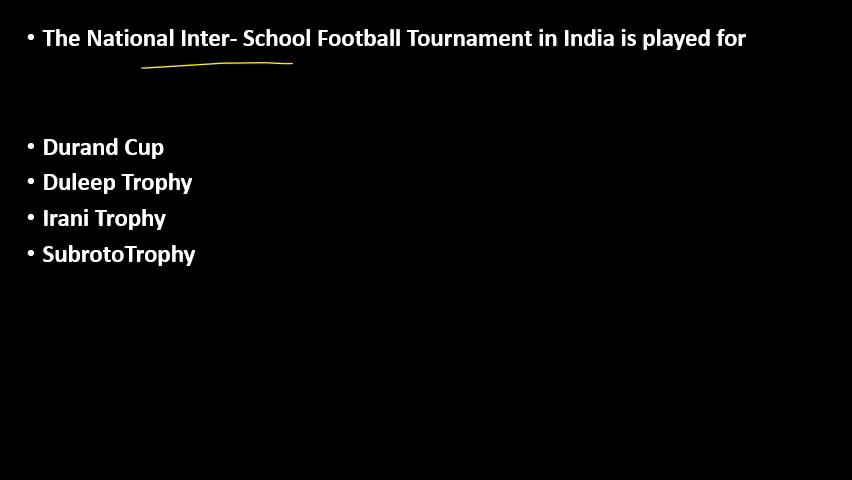 • The National Inter- School Football Tournament in India is played for
• Durand Cup
• Duleep Trophy
• Irani Trophy
• SubrotoTrophy